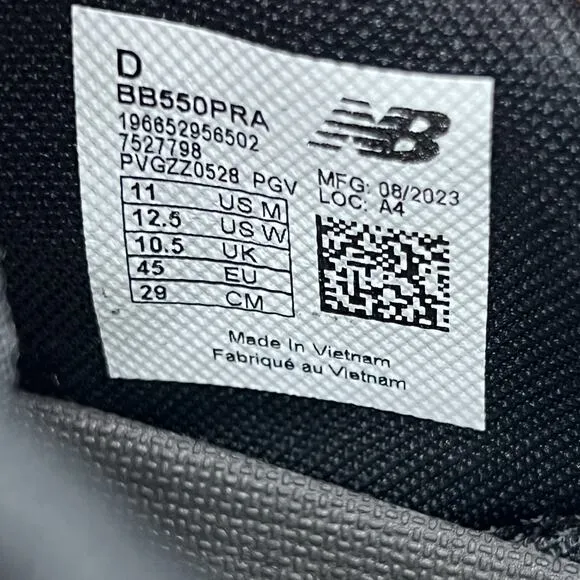 D
BB550PRA
196652956502
7527798
PVGZZ0528 PGV
NB
MFG: 08/2023
LOC: A4
11 US M
12.5 US W
10.5 UK
45 EU
29 CM
Made In Vietnam
Fabriqué au Vietnam